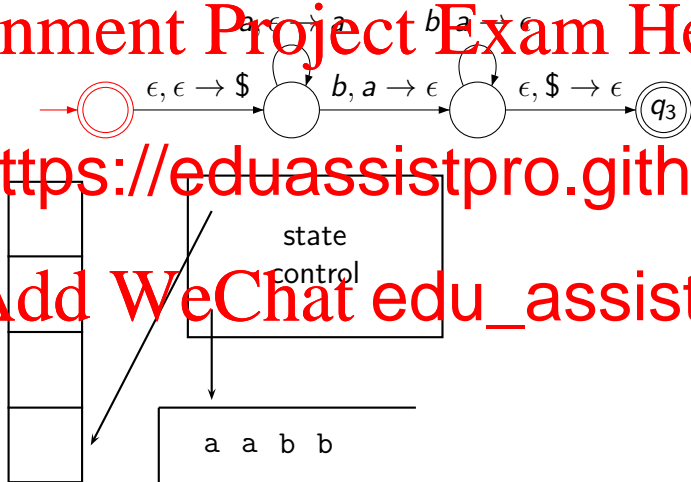 nment Project Exam He
a, ϵ → a
b, a → ϵ
ϵ, ϵ → $
b, a → ϵ
ϵ, $ → ϵ
q₃
ttps://eduassistpro.gith
state
control
Add WeChat edu_assist
a a b b